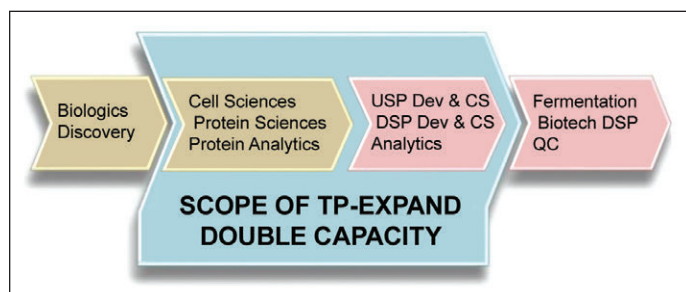 Biologics
Discovery
Cell Sciences
Protein Sciences
Protein Analytics
USP Dev & CS
DSP Dev & CS
Analytics
Fermentation
Biotech DSP
QC
SCOPE OF TP-EXPAND
DOUBLE CAPACITY